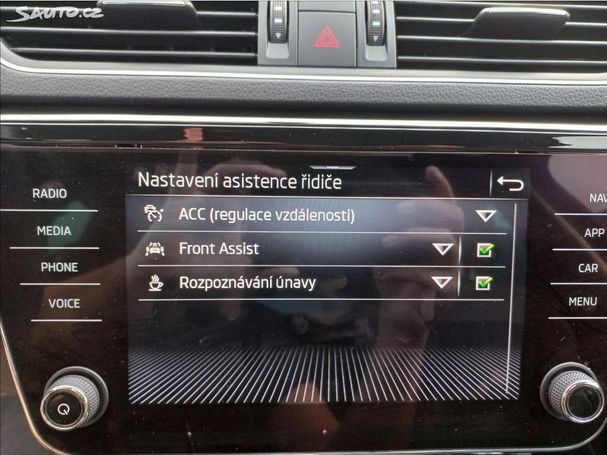 Sauto.cz
Nastavení asistence řidiče
RADIO
MEDIA
PHONE
VOICE
ACC (regulace vzdálenosti)
Front Assist
Rozpoznávání únavy
NAV
APP
CAR
MENU